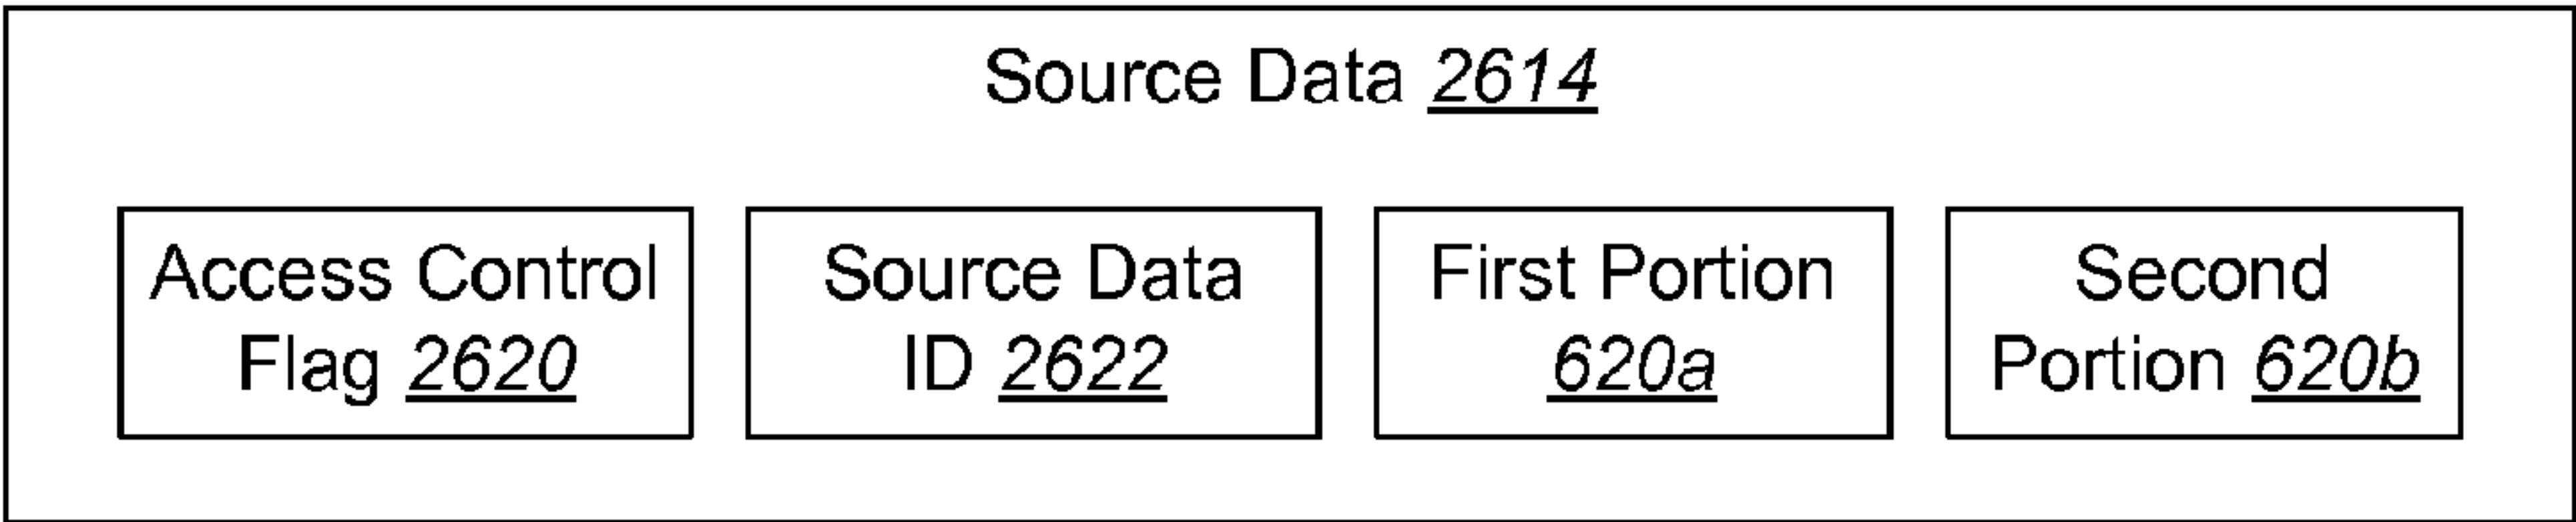 Source Data 2614
Access Control
Flag 2620
Source Data
ID 2622
First Portion
620a
Second
Portion 620b